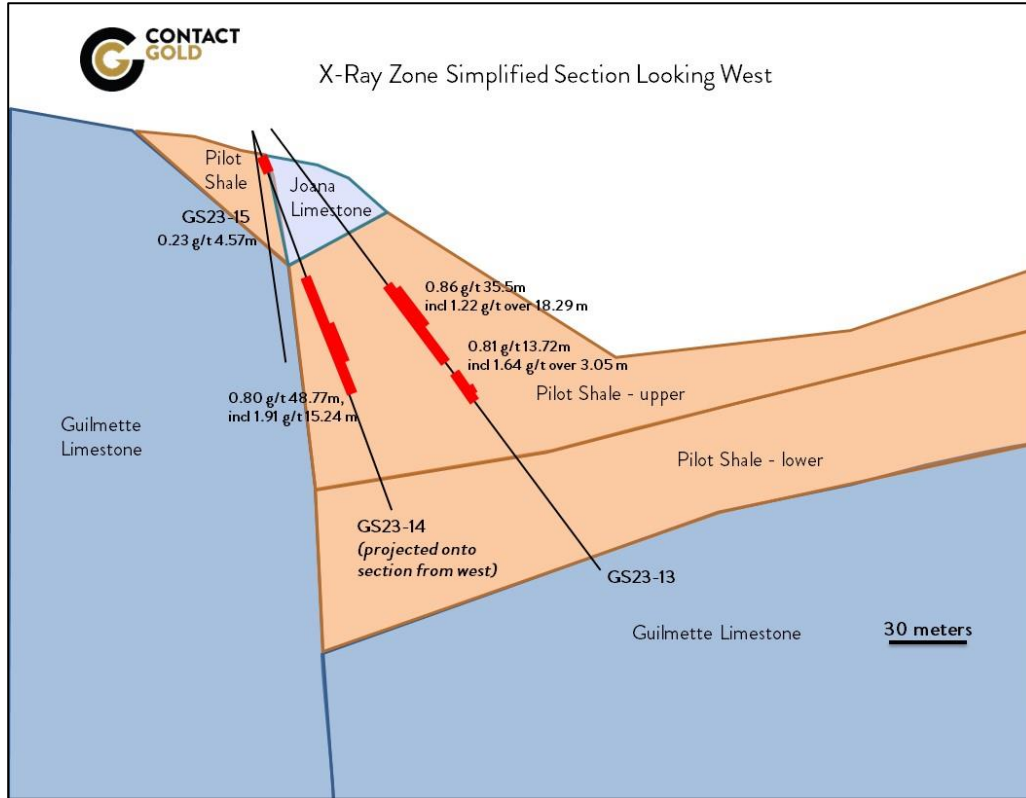 CONTACT
GOLD
X-Ray Zone Simplified Section Looking West
Pilot
Shale
Joana
Limestone
GS23-15
0.23 g/t 4.57m
0.86 g/t 35.5m
incl 1.22 g/t over 18.29 m
0.81 g/t 13.72m
incl 1.64 g/t over 3.05 m
Pilot Shale - upper
0.80 g/t 48.77m,
incl 1.91 g/t 15.24 m
Guilmette
Limestone
Pilot Shale - lower
GS23-14
(projected onto
section from west)
GS23-13
Guilmette Limestone
30 meters